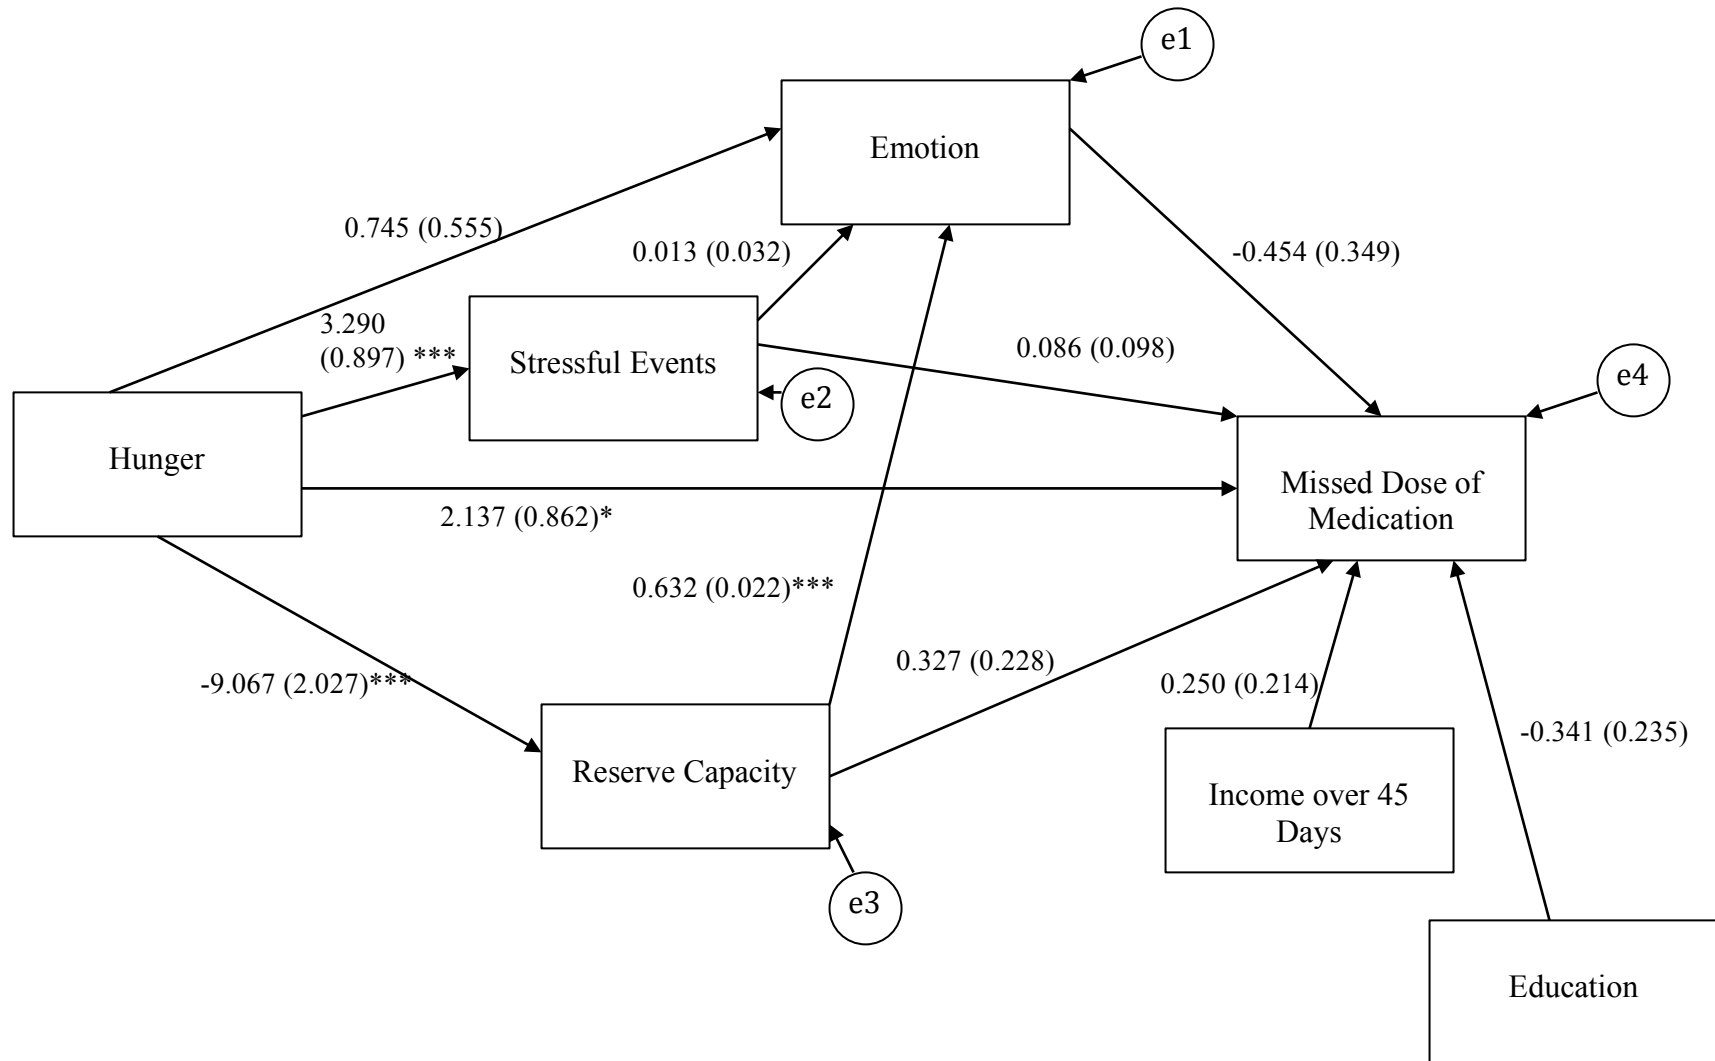 e1
Emotion
0.745 (0.555)
0.013 (0.032)
-0.454 (0.349)
3.290
(0.897) ***
Stressful Events
0.086 (0.098)
e2
e4
Hunger
Missed Dose of
Medication
2.137 (0.862)*
0.632 (0.022)***
-9.067 (2.027)***
0.327 (0.228)
0.250 (0.214)
-0.341 (0.235)
Reserve Capacity
Income over 45
Days
e3
Education